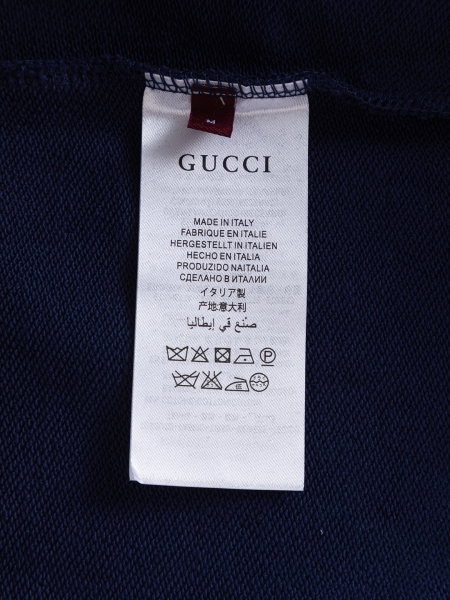 M
GUCCI
MADE IN ITALY
FABRIQUE EN ITALIE
HERGESTELLT IN ITALIEN
HECHO EN ITALIA
PRODUZIDO NAITALIA
СДЕЛАНО В ИТАЛИИ
イタリア製
产地:意大利
صنع في إيطاليا
P